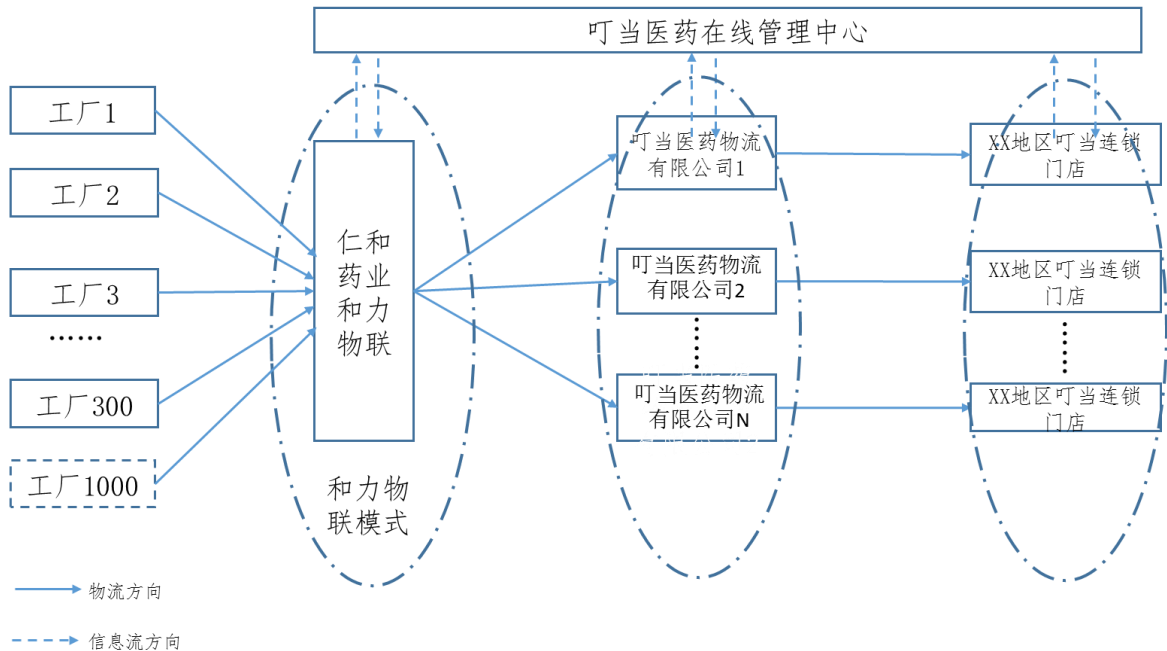 叮当医药在线管理中心
工厂1
工厂2
工厂3
……
工厂300
工厂1000
仁和
药业
和力
物联
和力物
联模式
叮当医药物流
有限公司1
叮当医药物流
有限公司2
叮当医药物流
有限公司N
XX地区叮当连锁
门店
XX地区叮当连锁
门店
XX地区叮当连锁
门店
物流方向
信息流方向